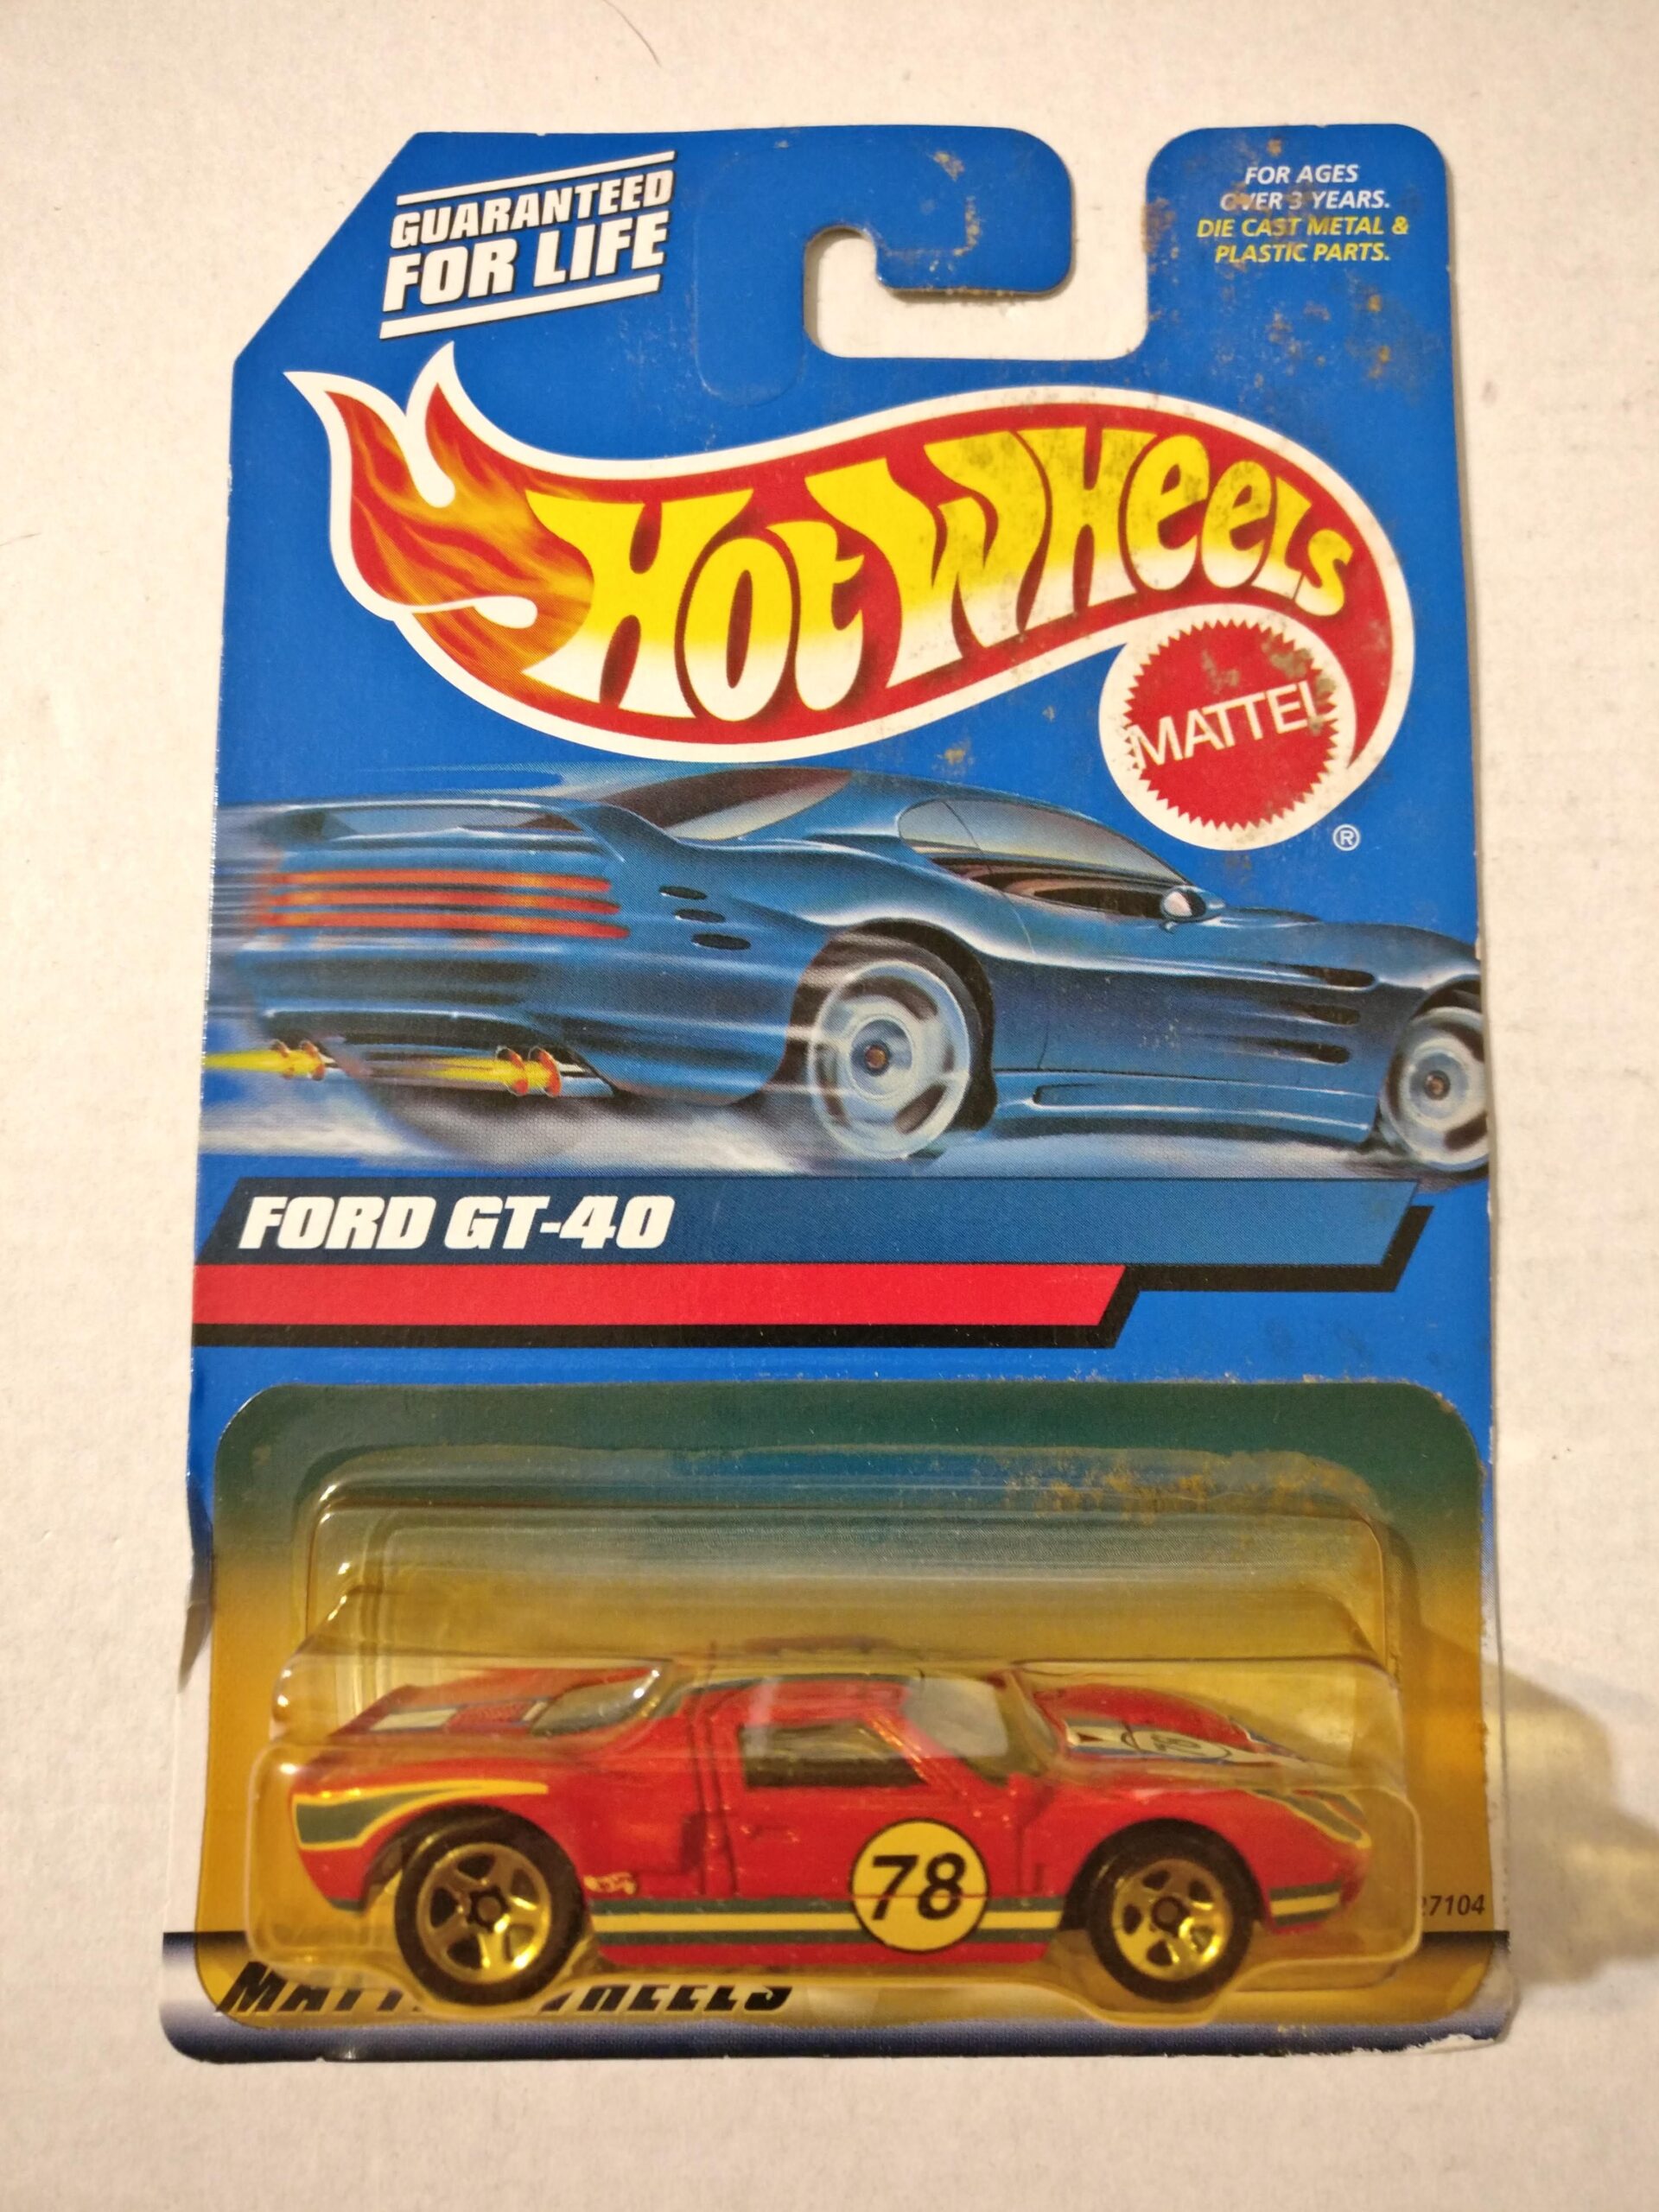 GUARANTEED
FOR LIFE
FOR AGES
OVER 3 YEARS.
DIE CAST METAL &
PLASTIC PARTS.
HOT WHEELS
MATTEL
®
FORD GT-40
78
27104
WHEELS